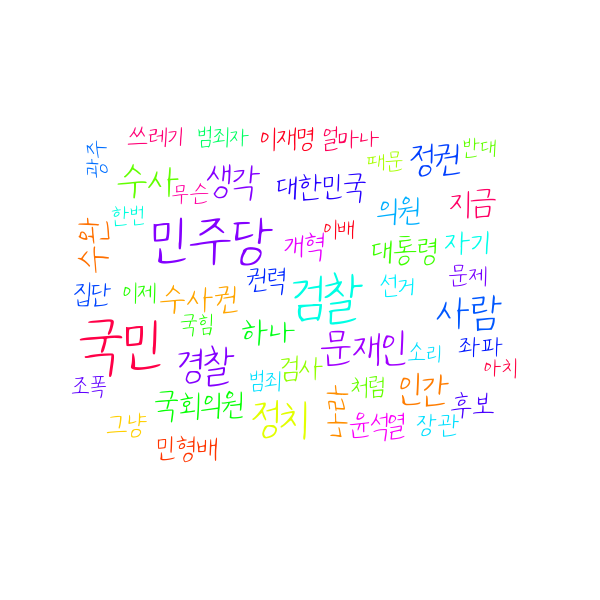 쓰레기 범죄자 이재명 얼마나
광주 수사 무슨 생각 대한민국 때문 정권 반대
한번 의원 지금
수완 민주당 개혁 이배 대통령 자기
집단 이제 수사권 권력 검찰 선거 문제
국민 국힘 하나 사람
경찰 문재인 소리 좌파
조폭 범죄 검사 처럼 인간 아치
국회의원 정치 나라 후보
그냥 윤석열 장관
민형배